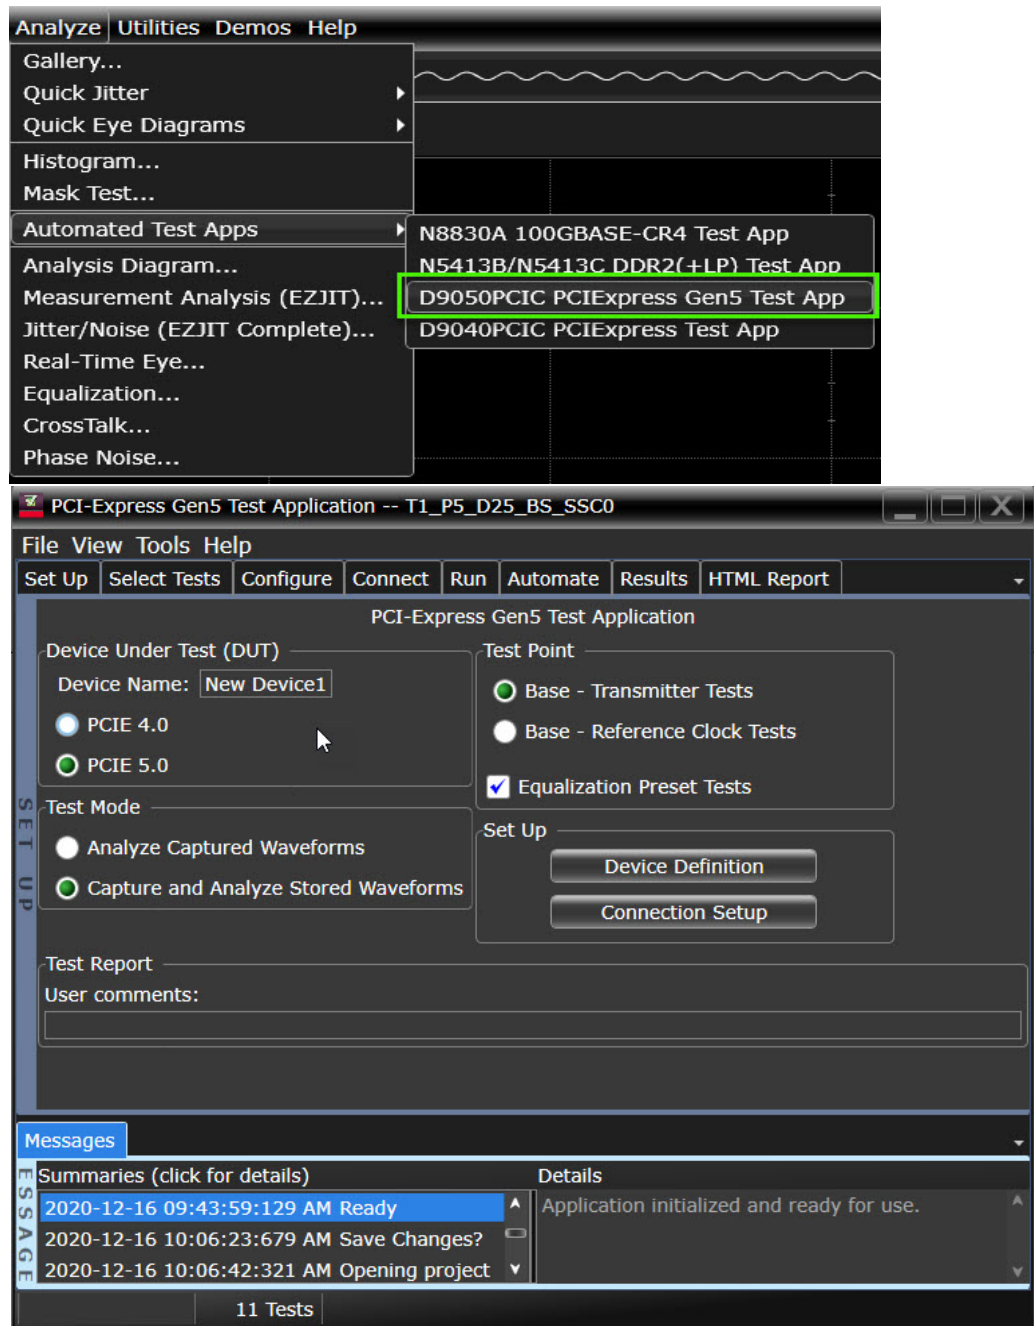 Analyze Utilities Demos Help
Gallery...
Quick Jitter
Quick Eye Diagrams
Histogram...
Mask Test...
Automated Test Apps
Analysis Diagram...
Measurement Analysis (EZJIT)...
Jitter/Noise (EZJIT Complete)...
Real-Time Eye...
Equalization...
CrossTalk...
Phase Noise...
N8830A 100GBASE-CR4 Test App
N5413B/N5413C DDR2(+LP) Test App
D9050PCIC PCIExpress Gen5 Test App
D9040PCIC PCIExpress Test App
PCI-Express Gen5 Test Application -- T1_P5_D25_BS_SSC0
File View Tools Help
Set Up Select Tests Configure Connect Run Automate Results HTML Report
PCI-Express Gen5 Test Application
SET UP
Device Under Test (DUT)
Device Name: New Device1
PCIE 4.0
PCIE 5.0
Test Mode
Analyze Captured Waveforms
Capture and Analyze Stored Waveforms
Test Point
Base - Transmitter Tests
Base - Reference Clock Tests
Equalization Preset Tests
Set Up
Device Definition
Connection Setup
Test Report
User comments:
Messages
ESSAGE
Summaries (click for details)
2020-12-16 09:43:59:129 AM Ready
2020-12-16 10:06:23:679 AM Save Changes?
2020-12-16 10:06:42:321 AM Opening project
Details
Application initialized and ready for use.
11 Tests